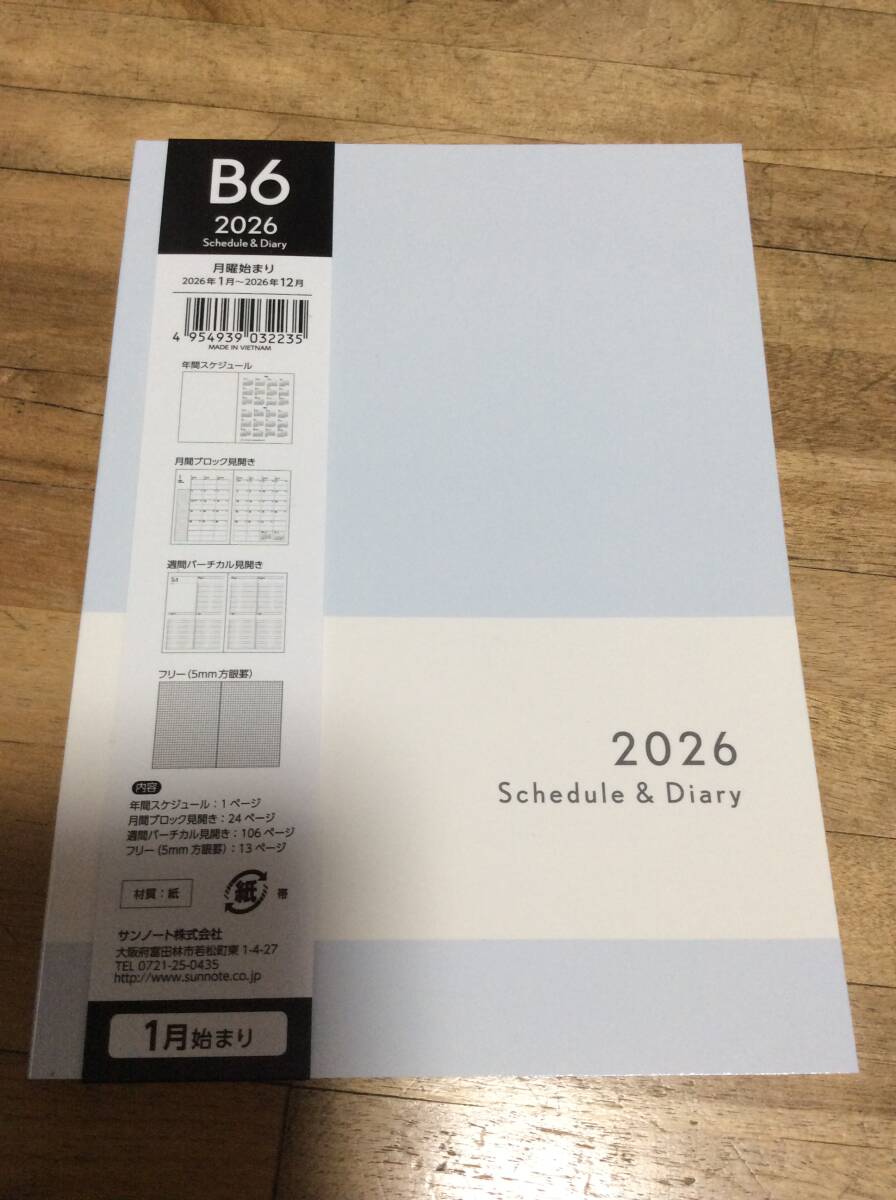 B6
2026
Schedule & Diary
月曜始まり
2026年1月～2026年12月
4 954939 032235
MADE IN VIETNAM
年間スケジュール
月間ブロック見開き
週間バーチカル見開き
フリー（5mm方眼罫）
内容
年間スケジュール：1ページ
月間ブロック見開き：24ページ
週間バーチカル見開き：106ページ
フリー（5mm方眼罫）：13ページ
材質：紙
紙
帯
サンノート株式会社
大阪府富田林市若松町東1-4-27
TEL 0721-25-0435
http://www.sunnote.co.jp
1月始まり
2026
Schedule & Diary